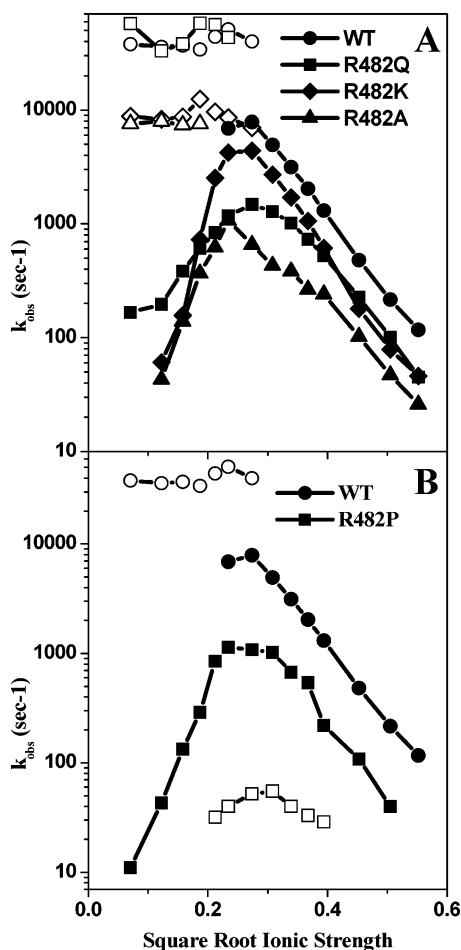 A
WT
R482Q
R482K
R482A
10000
1000
100
10
kobs (sec-1)
B
WT
R482P
10000
1000
100
10
kobs (sec-1)
0.0 0.2 0.4 0.6
Square Root Ionic Strength